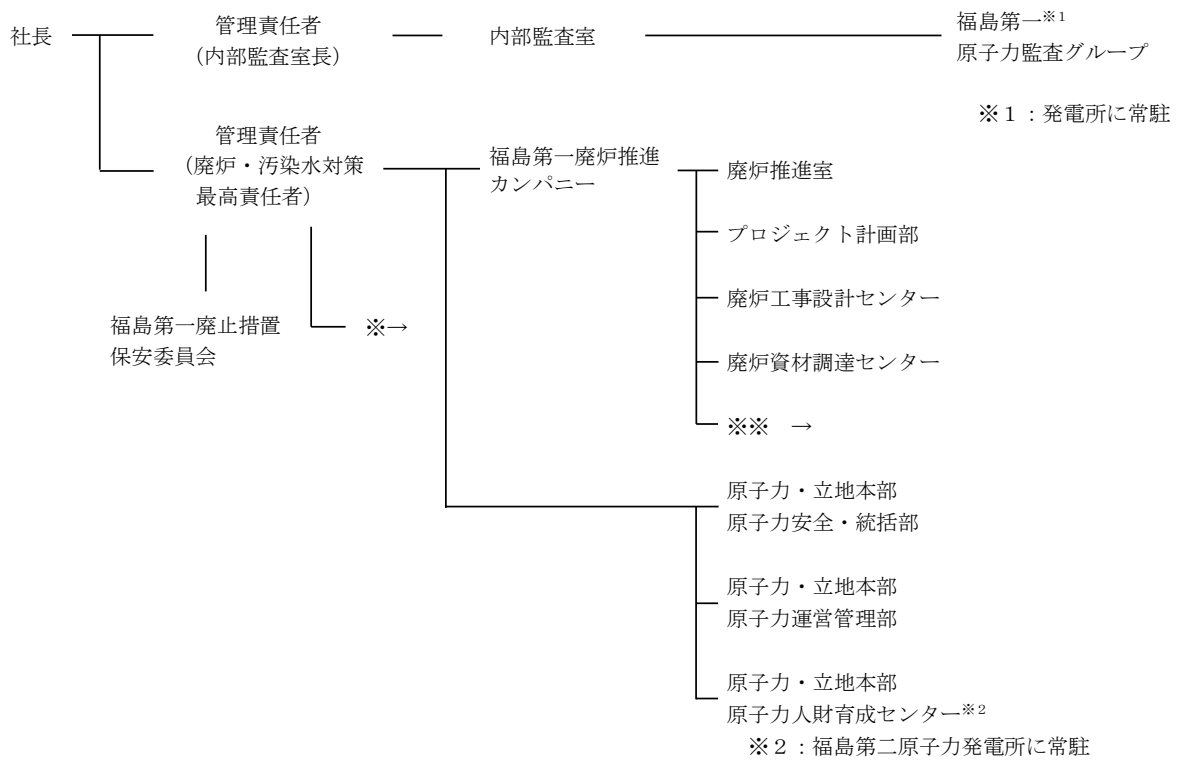 社長
管理責任者
(内部監査室長)
内部監査室
福島第一※1
原子力監査グループ
※1：発電所に常駐
管理責任者
(廃炉・汚染水対策
最高責任者)
福島第一廃炉推進
カンパニー
廃炉推進室
プロジェクト計画部
廃炉工事設計センター
福島第一廃止措置
保安委員会
※→
廃炉資材調達センター
※※　→
原子力・立地本部
原子力安全・統括部
原子力・立地本部
原子力運営管理部
原子力・立地本部
原子力人財育成センター※2
※2：福島第二原子力発電所に常駐